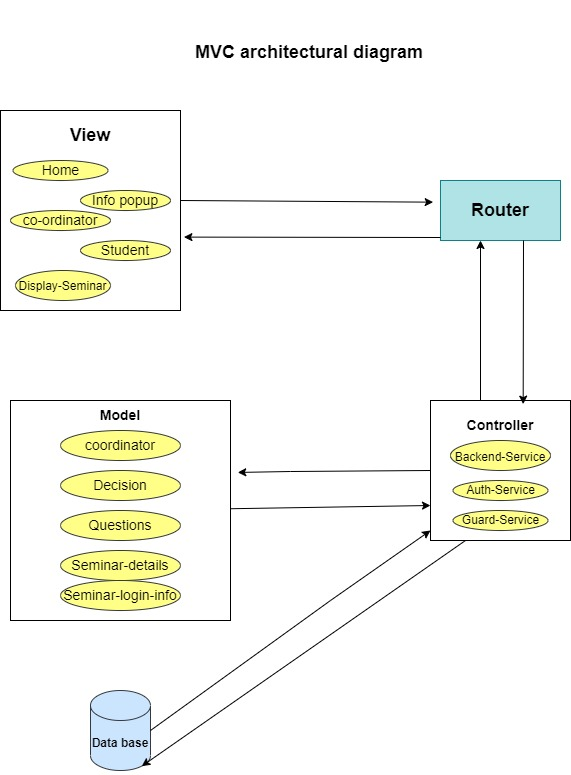 MVC architectural diagram
View
Home
Info popup
co-ordinator
Student
Display-Seminar
Router
Model
coordinator
Decision
Questions
Seminar-details
Seminar-login-info
Controller
Backend-Service
Auth-Service
Guard-Service
Data base